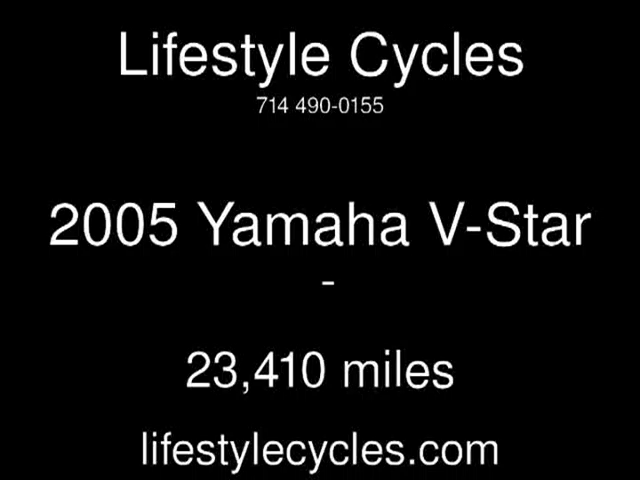 Lifestyle Cycles
714 490-0155
2005 Yamaha V-Star
-
23,410 miles
lifestylecycles.com